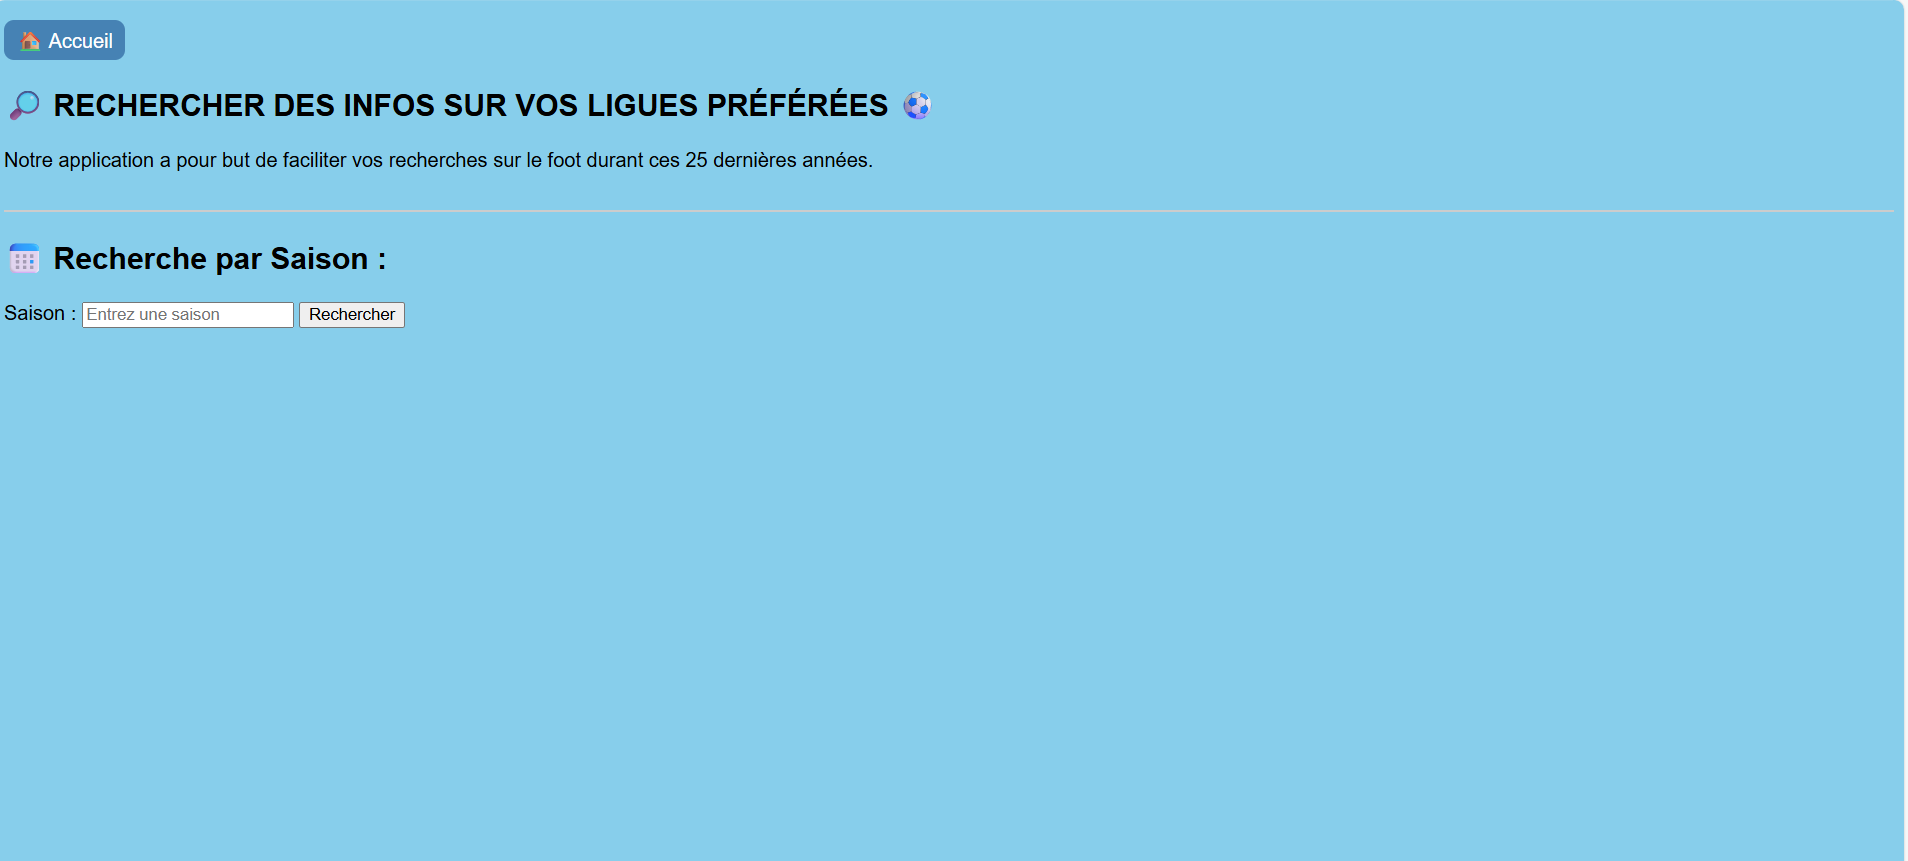 Accueil
RECHERCHER DES INFOS SUR VOS LIGUES PRÉFÉRÉES
Notre application a pour but de faciliter vos recherches sur le foot durant ces 25 dernières années.
Recherche par Saison :
Saison : Entrez une saison Rechercher